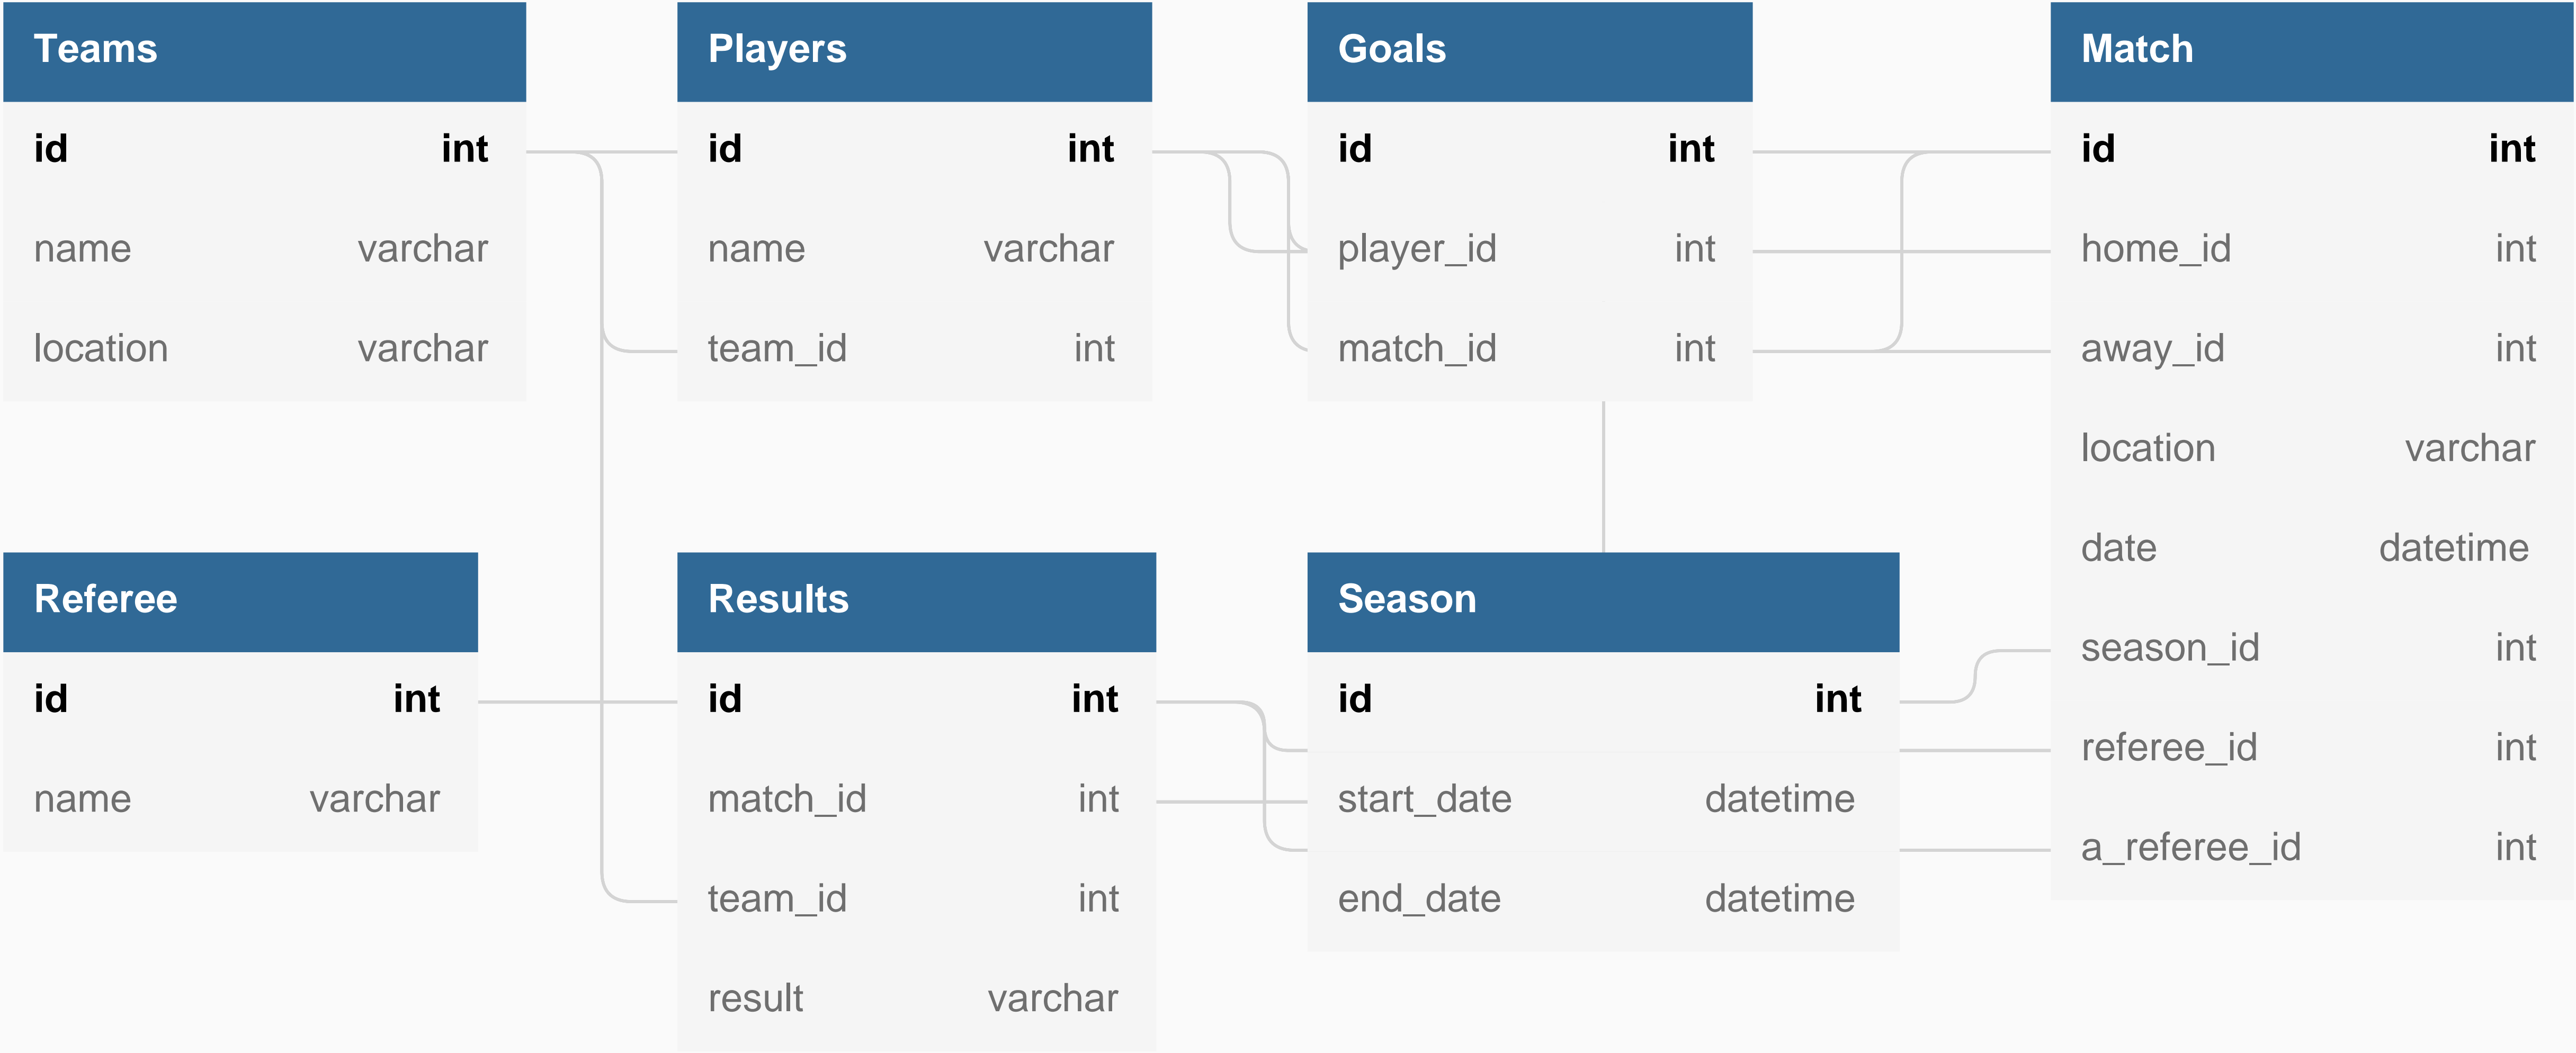 Teams
id int
name varchar
location varchar
Players
id int
name varchar
team_id int
Goals
id int
player_id int
match_id int
Match
id int
home_id int
away_id int
location varchar
date datetime
season_id int
referee_id int
a_referee_id int
Referee
id int
name varchar
Results
id int
match_id int
team_id int
result varchar
Season
id int
start_date datetime
end_date datetime